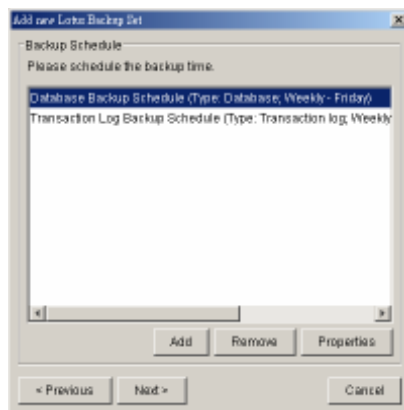 Add new Lotus Backup Set
Backup Schedule
Please schedule the backup time.
Database Backup Schedule (Type: Database; Weekly - Friday)
Transaction Log Backup Schedule (Type: Transaction log; Weekly
Add Remove Properties
< Previous Next > Cancel